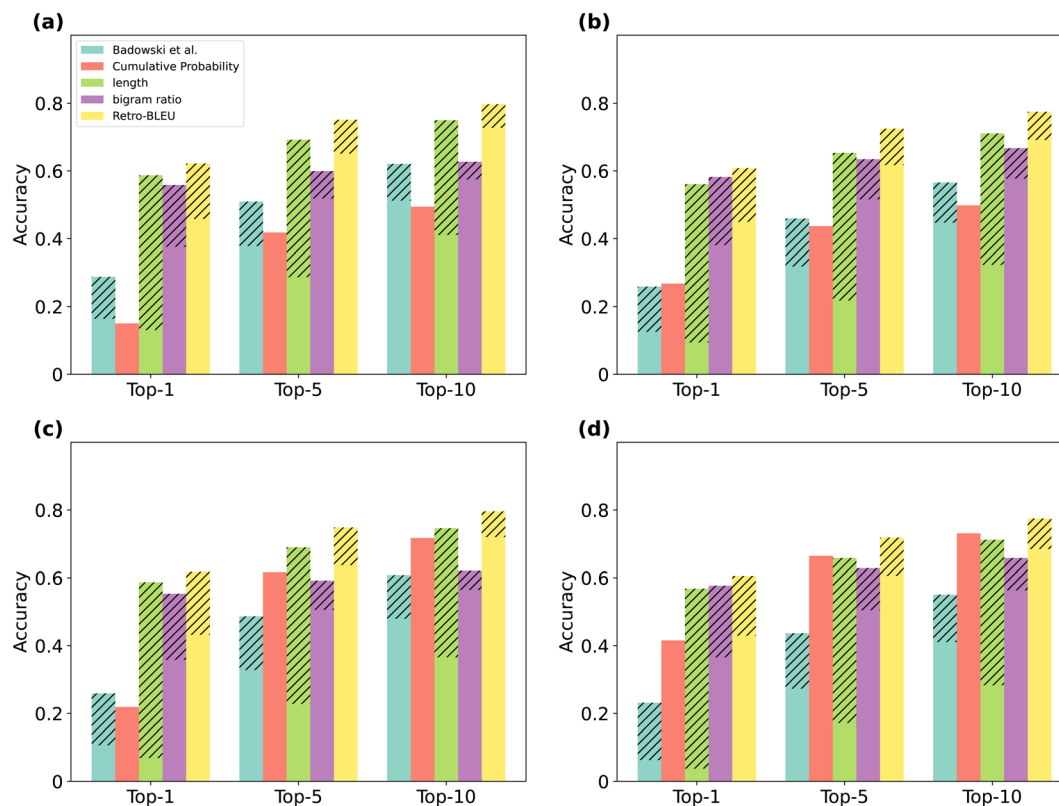 (a)
Accuracy
0.8
0.6
0.4
0.2
0
Badowski et al.
Cumulative Probability
length
bigram ratio
Retro-BLEU
Top-1
Top-5
Top-10
(b)
Accuracy
0.8
0.6
0.4
0.2
0
Top-1
Top-5
Top-10
(c)
Accuracy
0.8
0.6
0.4
0.2
0
Top-1
Top-5
Top-10
(d)
Accuracy
0.8
0.6
0.4
0.2
0
Top-1
Top-5
Top-10